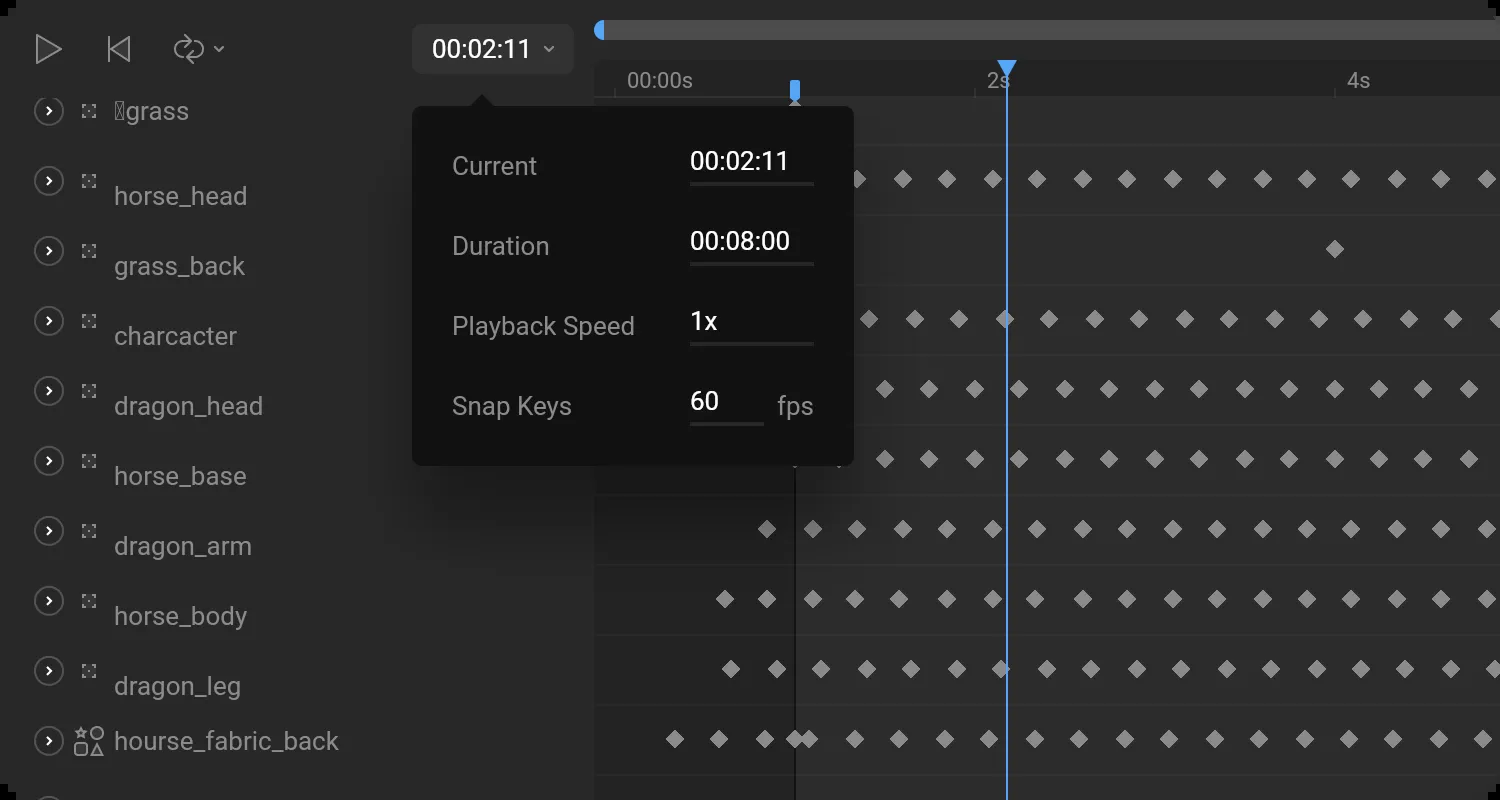 00:02:11
00:00s 2s 4s
grass
Current 00:02:11
horse_head
Duration 00:08:00
grass_back
Playback Speed 1x
charcacter
Snap Keys 60 fps
dragon_head
horse_base
dragon_arm
horse_body
dragon_leg
hourse_fabric_back